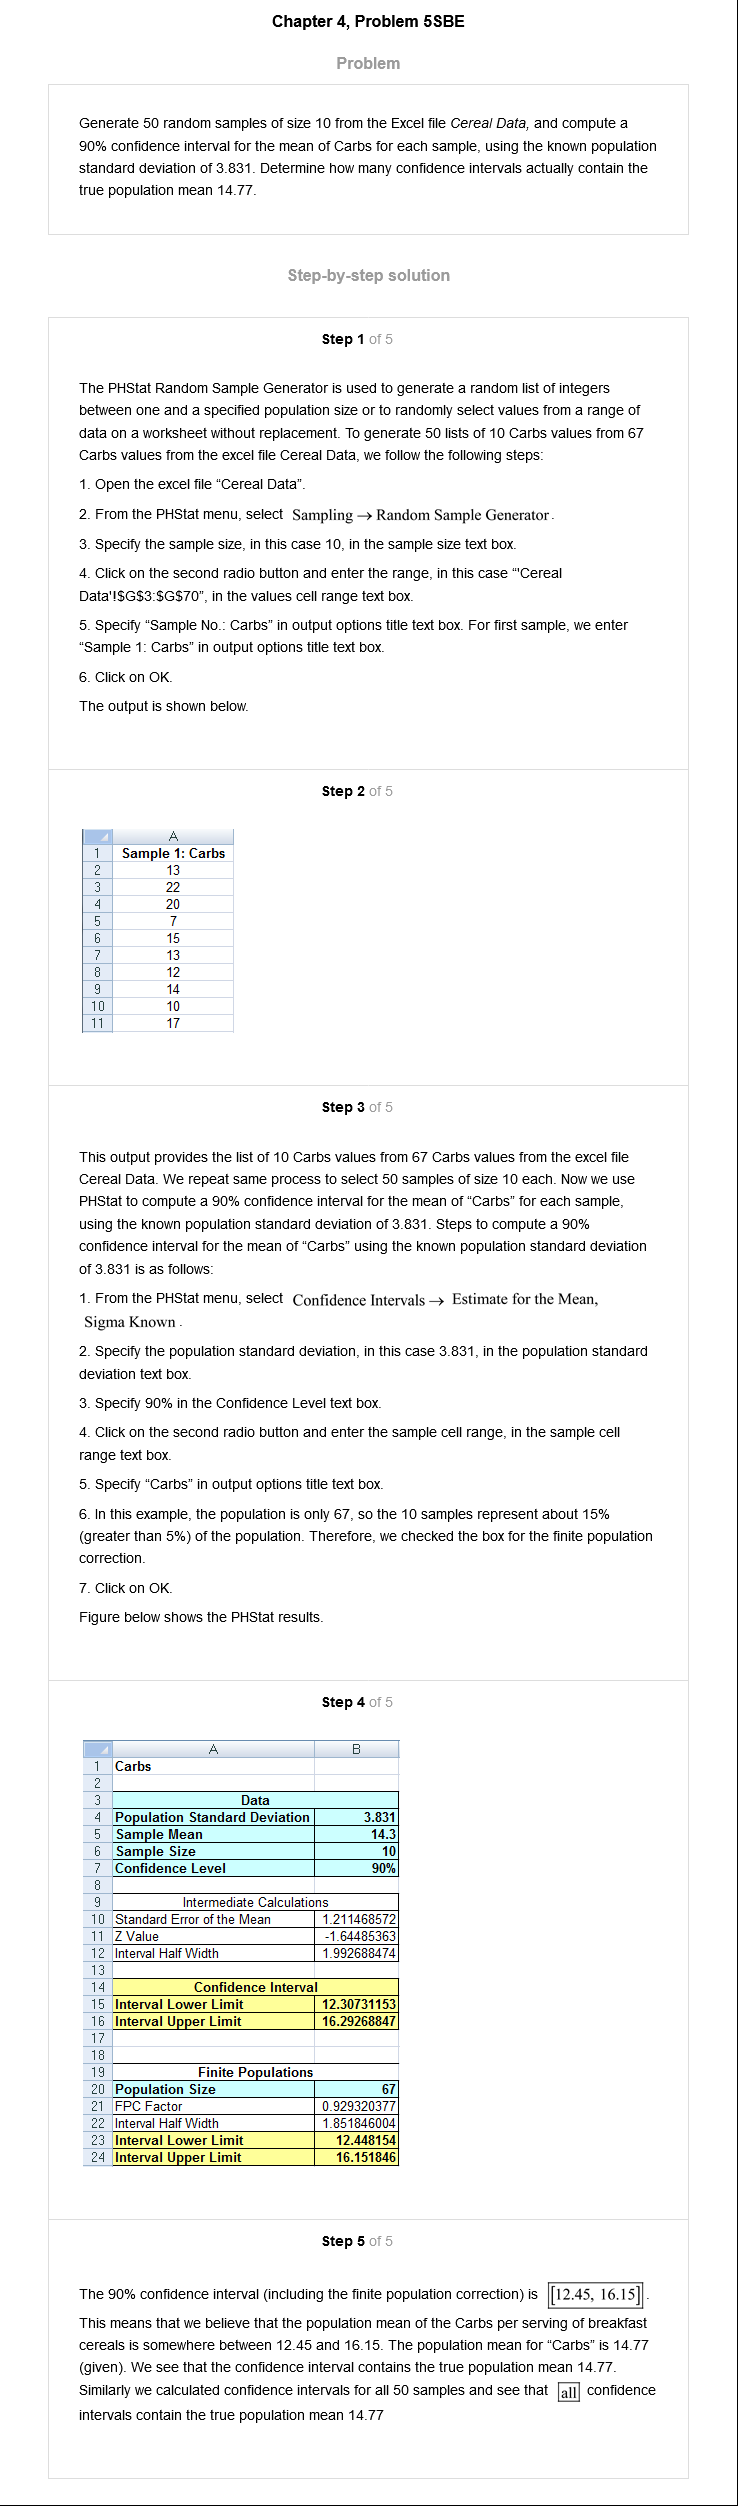 Chapter 4, Problem 5SBE
Problem
Generate 50 random samples of size 10 from the Excel file Cereal Data, and compute a
90% confidence interval for the mean of Carbs for each sample, using the known population
standard deviation of 3.831. Determine how many confidence intervals actually contain the
true population mean 14.77.
Step-by-step solution
Step 1 of 5
The PHStat Random Sample Generator is used to generate a random list of integers
between one and a specified population size or to randomly select values from a range of
data on a worksheet without replacement. To generate 50 lists of 10 Carbs values from 67
Carbs values from the excel file Cereal Data, we follow the following steps:
1. Open the excel file “Cereal Data”.
2. From the PHStat menu, select Sampling → Random Sample Generator.
3. Specify the sample size, in this case 10, in the sample size text box.
4. Click on the second radio button and enter the range, in this case “'Cereal
Data'!$G$3:$G$70”, in the values cell range text box.
5. Specify “Sample No.: Carbs” in output options title text box. For first sample, we enter
“Sample 1: Carbs” in output options title text box.
6. Click on OK.
The output is shown below.
Step 2 of 5
A
1 Sample 1: Carbs
2 13
3 22
4 20
5 7
6 15
7 13
8 12
9 14
10 10
11 17
Step 3 of 5
This output provides the list of 10 Carbs values from 67 Carbs values from the excel file
Cereal Data. We repeat same process to select 50 samples of size 10 each. Now we use
PHStat to compute a 90% confidence interval for the mean of “Carbs” for each sample,
using the known population standard deviation of 3.831. Steps to compute a 90%
confidence interval for the mean of “Carbs” using the known population standard deviation
of 3.831 is as follows:
1. From the PHStat menu, select Confidence Intervals → Estimate for the Mean,
Sigma Known.
2. Specify the population standard deviation, in this case 3.831, in the population standard
deviation text box.
3. Specify 90% in the Confidence Level text box.
4. Click on the second radio button and enter the sample cell range, in the sample cell
range text box.
5. Specify “Carbs” in output options title text box.
6. In this example, the population is only 67, so the 10 samples represent about 15%
(greater than 5%) of the population. Therefore, we checked the box for the finite population
correction.
7. Click on OK.
Figure below shows the PHStat results.
Step 4 of 5
A B
1 Carbs
2
3 Data
4 Population Standard Deviation 3.831
5 Sample Mean 14.3
6 Sample Size 10
7 Confidence Level 90%
8
9 Intermediate Calculations
10 Standard Error of the Mean 1.211468572
11 Z Value -1.64485363
12 Interval Half Width 1.992688474
13
14 Confidence Interval
15 Interval Lower Limit 12.30731153
16 Interval Upper Limit 16.29268847
17
18
19 Finite Populations
20 Population Size 67
21 FPC Factor 0.929320377
22 Interval Half Width 1.851846004
23 Interval Lower Limit 12.448154
24 Interval Upper Limit 16.151846
Step 5 of 5
The 90% confidence interval (including the finite population correction) is [12.45, 16.15].
This means that we believe that the population mean of the Carbs per serving of breakfast
cereals is somewhere between 12.45 and 16.15. The population mean for “Carbs” is 14.77
(given). We see that the confidence interval contains the true population mean 14.77.
Similarly we calculated confidence intervals for all 50 samples and see that all confidence
intervals contain the true population mean 14.77